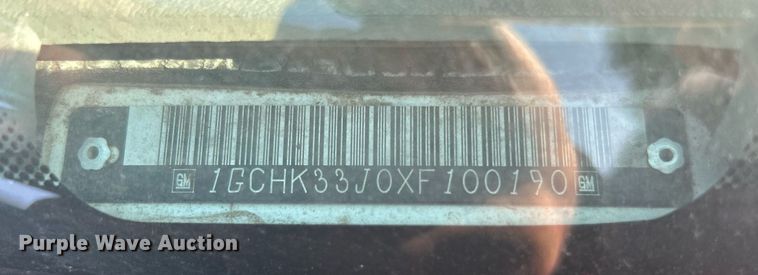 GM 1GCHK33J0XF100190 GM
Purple Wave Auction